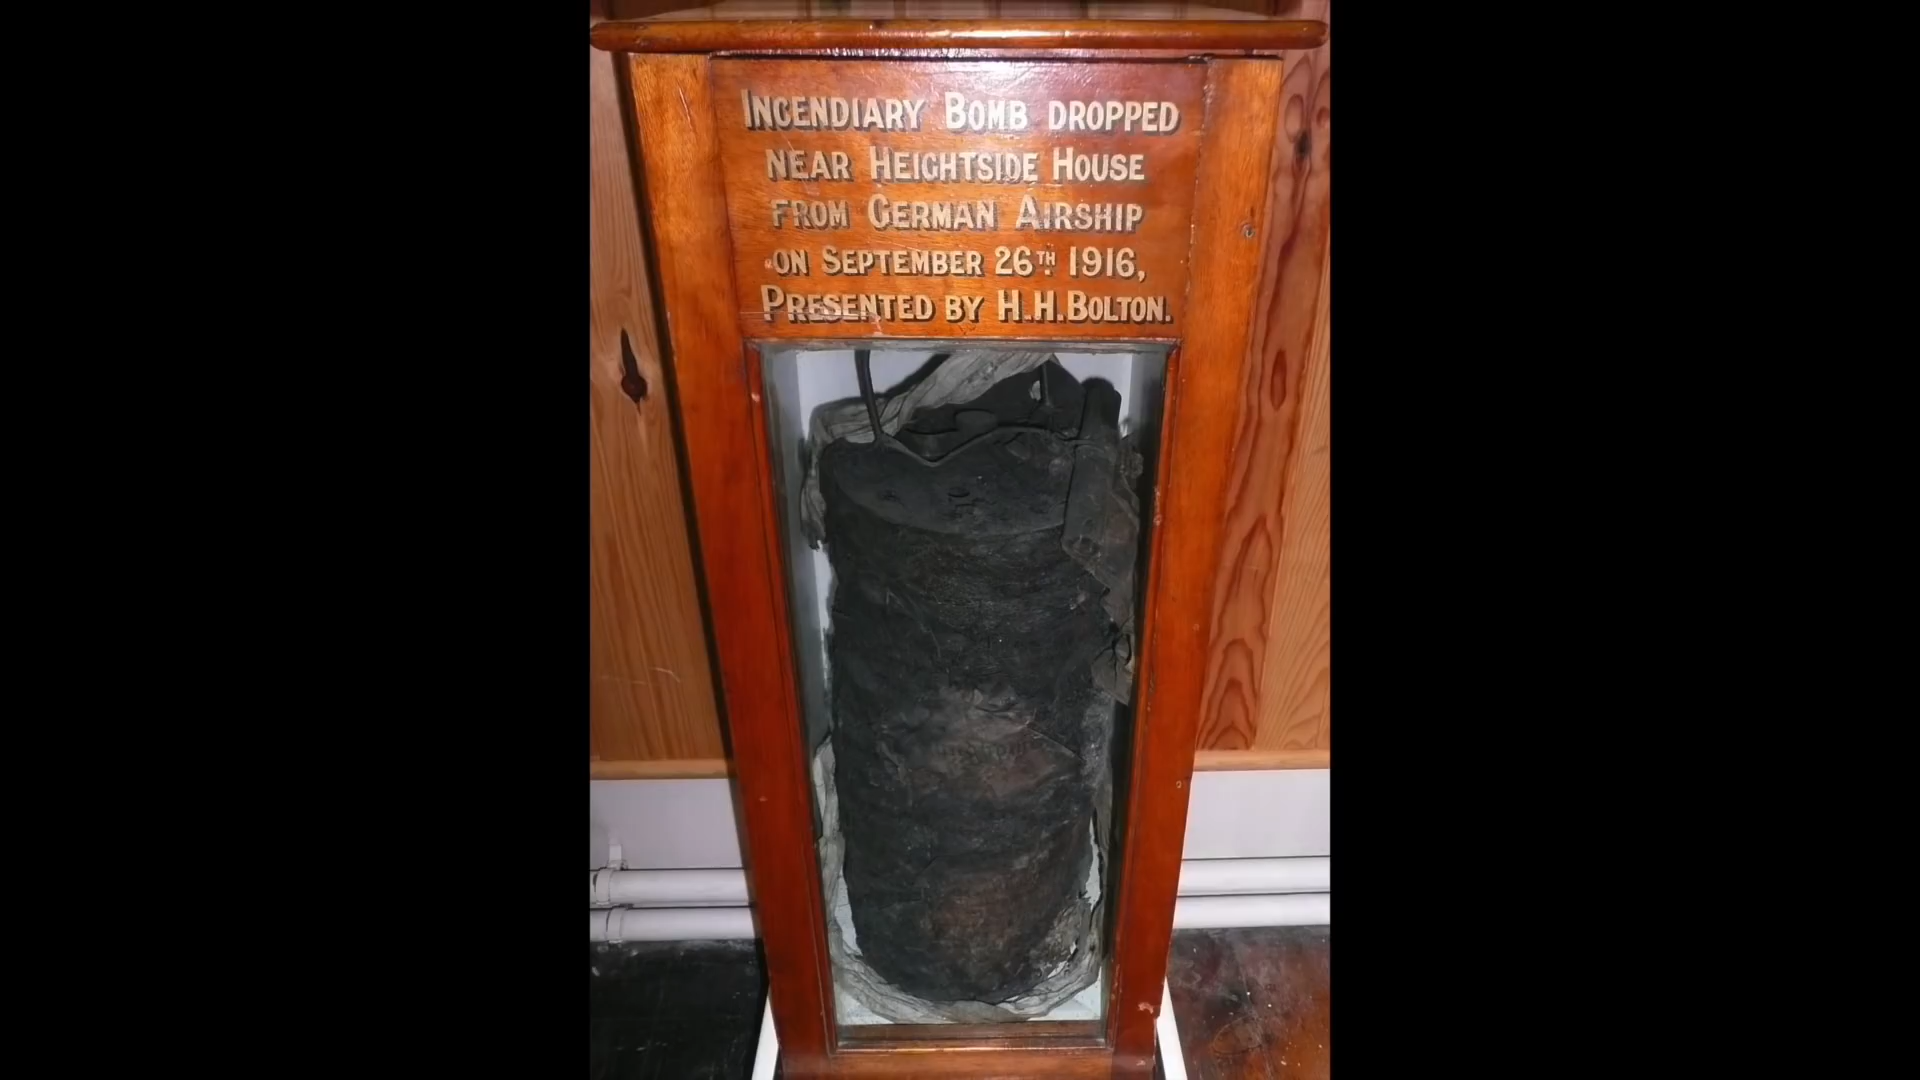 INCENDIARY BOMB DROPPED
NEAR HEIGHTSIDE HOUSE
FROM GERMAN AIRSHIP
ON SEPTEMBER 26TH 1916,
PRESENTED BY H.H.BOLTON.